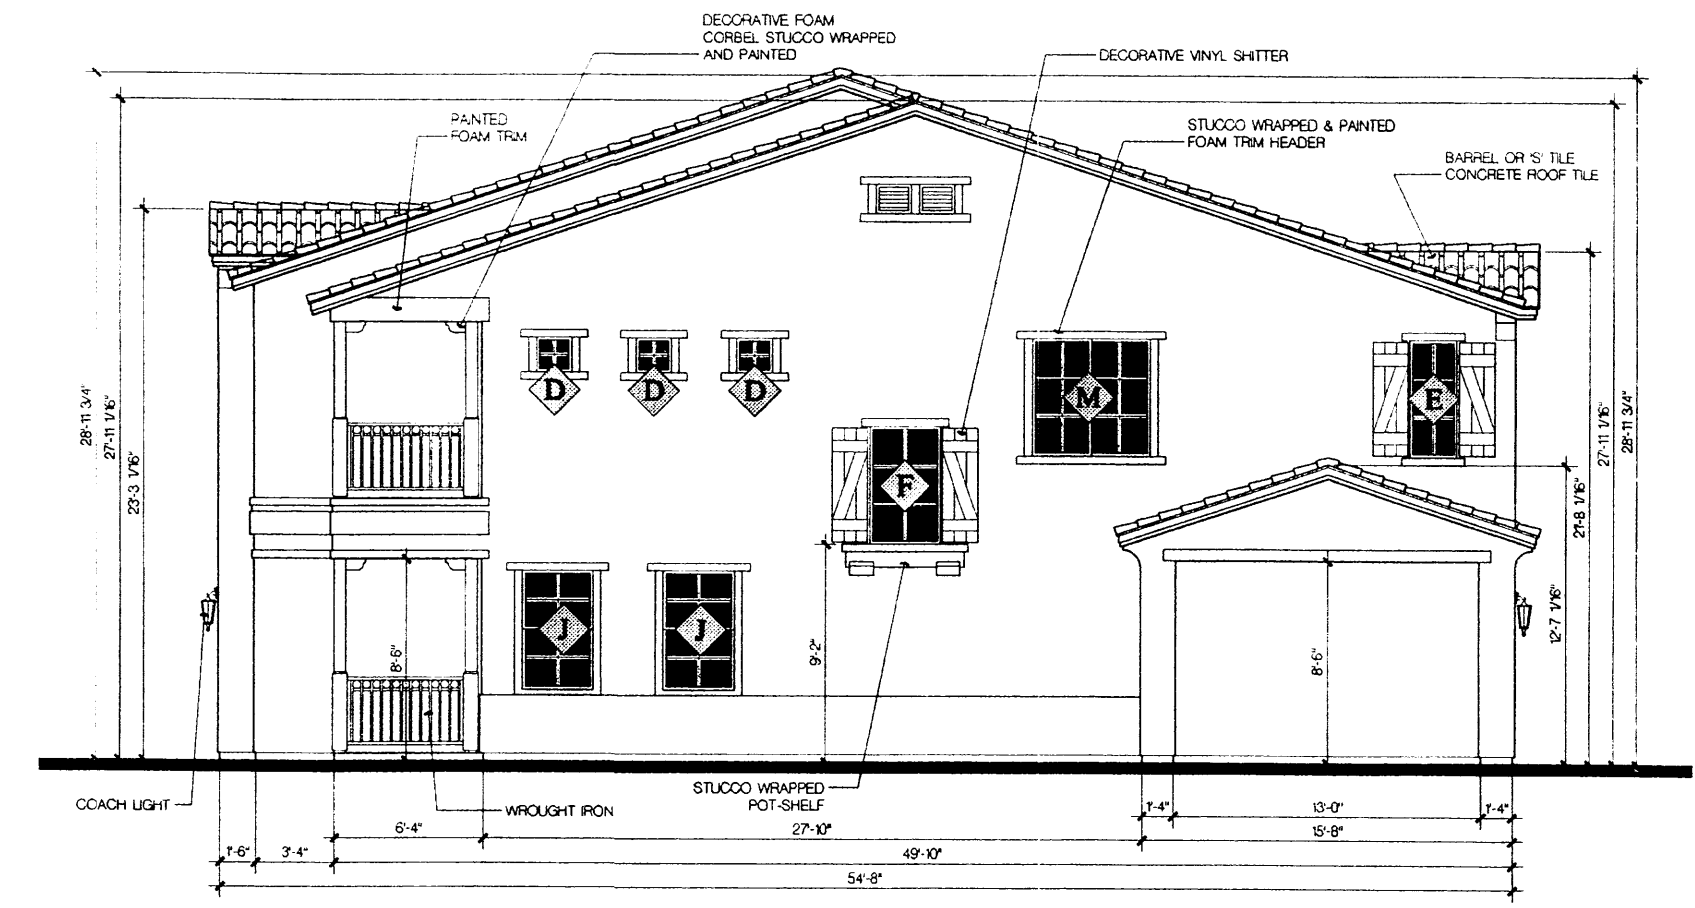 DECORATIVE FOAM
CORBEL STUCCO WRAPPED
AND PAINTED
DECORATIVE VINYL SHITTER
PAINTED
FOAM TRIM
STUCCO WRAPPED & PAINTED
FOAM TRIM HEADER
BARREL OR 'S' TILE
CONCRETE ROOF TILE
28'-11 3/4"
27'-11 1/16"
23'-3 1/16"
D
D
D
M
E
F
J
J
8'-6"
9'-2"
8'-6"
12'-7 1/16"
21'-8 1/16"
27'-11 1/16"
28'-11 3/4"
COACH LIGHT
WROUGHT IRON
STUCCO WRAPPED
POT-SHELF
1'-4"
13'-0"
1'-4"
6'-4"
27'-10"
15'-8"
1'-6"
3'-4"
49'-10"
54'-8"